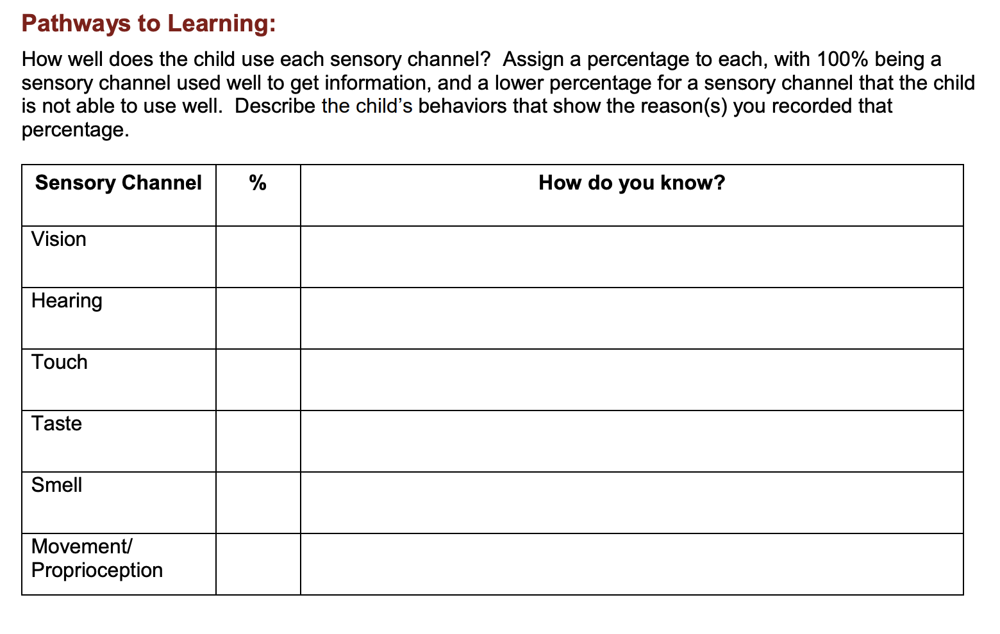 Pathways to Learning:
How well does the child use each sensory channel?  Assign a percentage to each, with 100% being a
sensory channel used well to get information, and a lower percentage for a sensory channel that the child
is not able to use well.  Describe the child’s behaviors that show the reason(s) you recorded that
percentage.
Sensory Channel % How do you know?
Vision
Hearing
Touch
Taste
Smell
Movement/
Proprioception